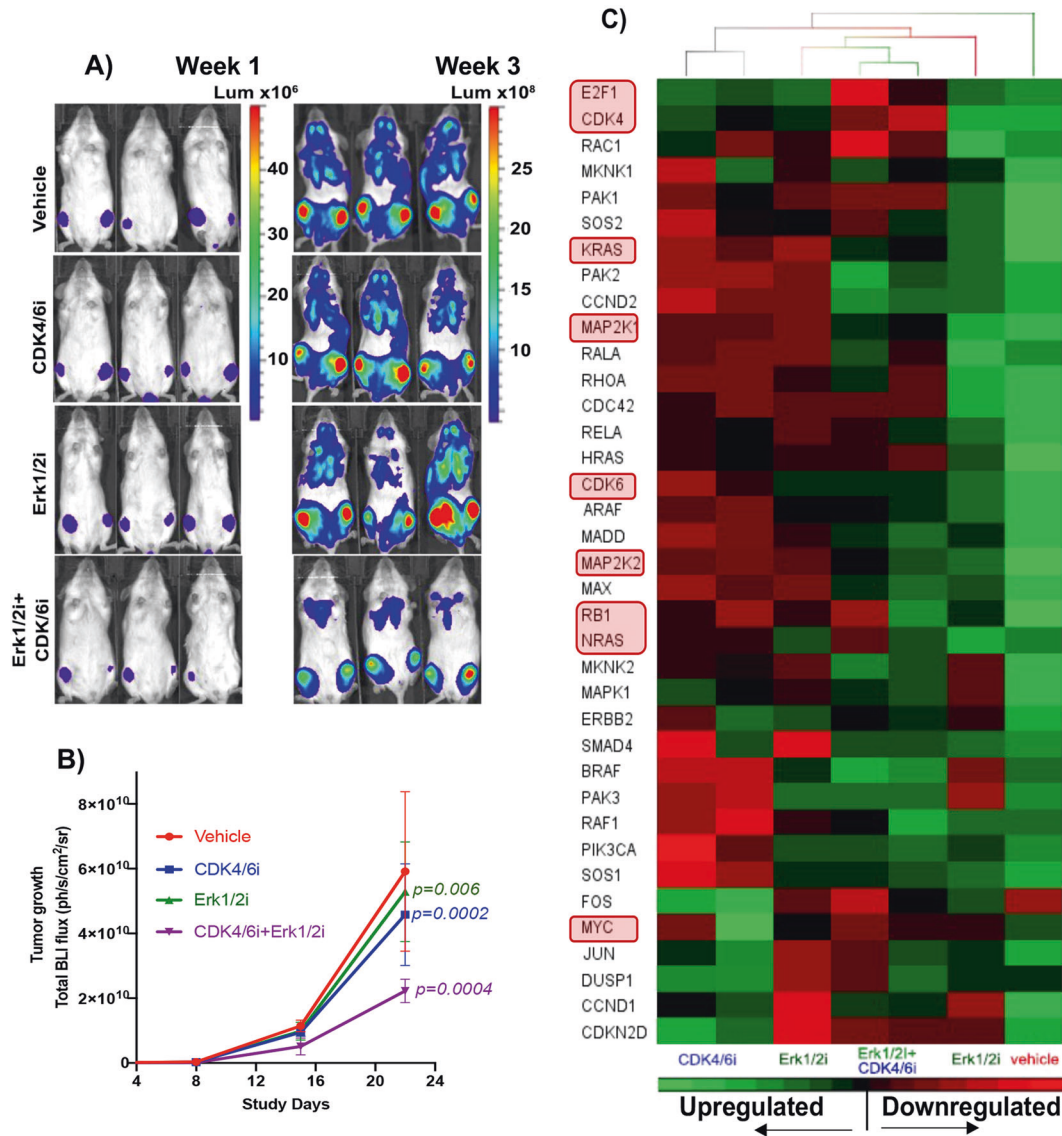 A)
Week 1
Week 3
Lum x10⁶
Lum x10⁸
Vehicle
CDK4/6i
Erk1/2i
Erk1/2i+
CDK/6i
40
30
20
10
25
20
10
B)
Tumor growth
Total BLI flux (ph/s/cm²/sr)
8×10¹⁰
6×10¹⁰
4×10¹⁰
2×10¹⁰
0
Vehicle
CDK4/6i
Erk1/2i
CDK4/6i+Erk1/2i
p=0.006
p=0.0002
p=0.0004
4 8 12 16 20 24
Study Days
C)
E2F1
CDK4
RAC1
MKNK1
PAK1
SOS2
KRAS
PAK2
CCND2
MAP2K1
RALA
RHOA
CDC42
RELA
HRAS
CDK6
ARAF
MADD
MAP2K2
MAX
RB1
NRAS
MKNK2
MAPK1
ERBB2
SMAD4
BRAF
PAK3
RAF1
PIK3CA
SOS1
FOS
MYC
JUN
DUSP1
CCND1
CDKN2D
CDK4/6i Erk1/2i Erk1/2i+ Erk1/2i vehicle
CDK4/6i
Upregulated Downregulated